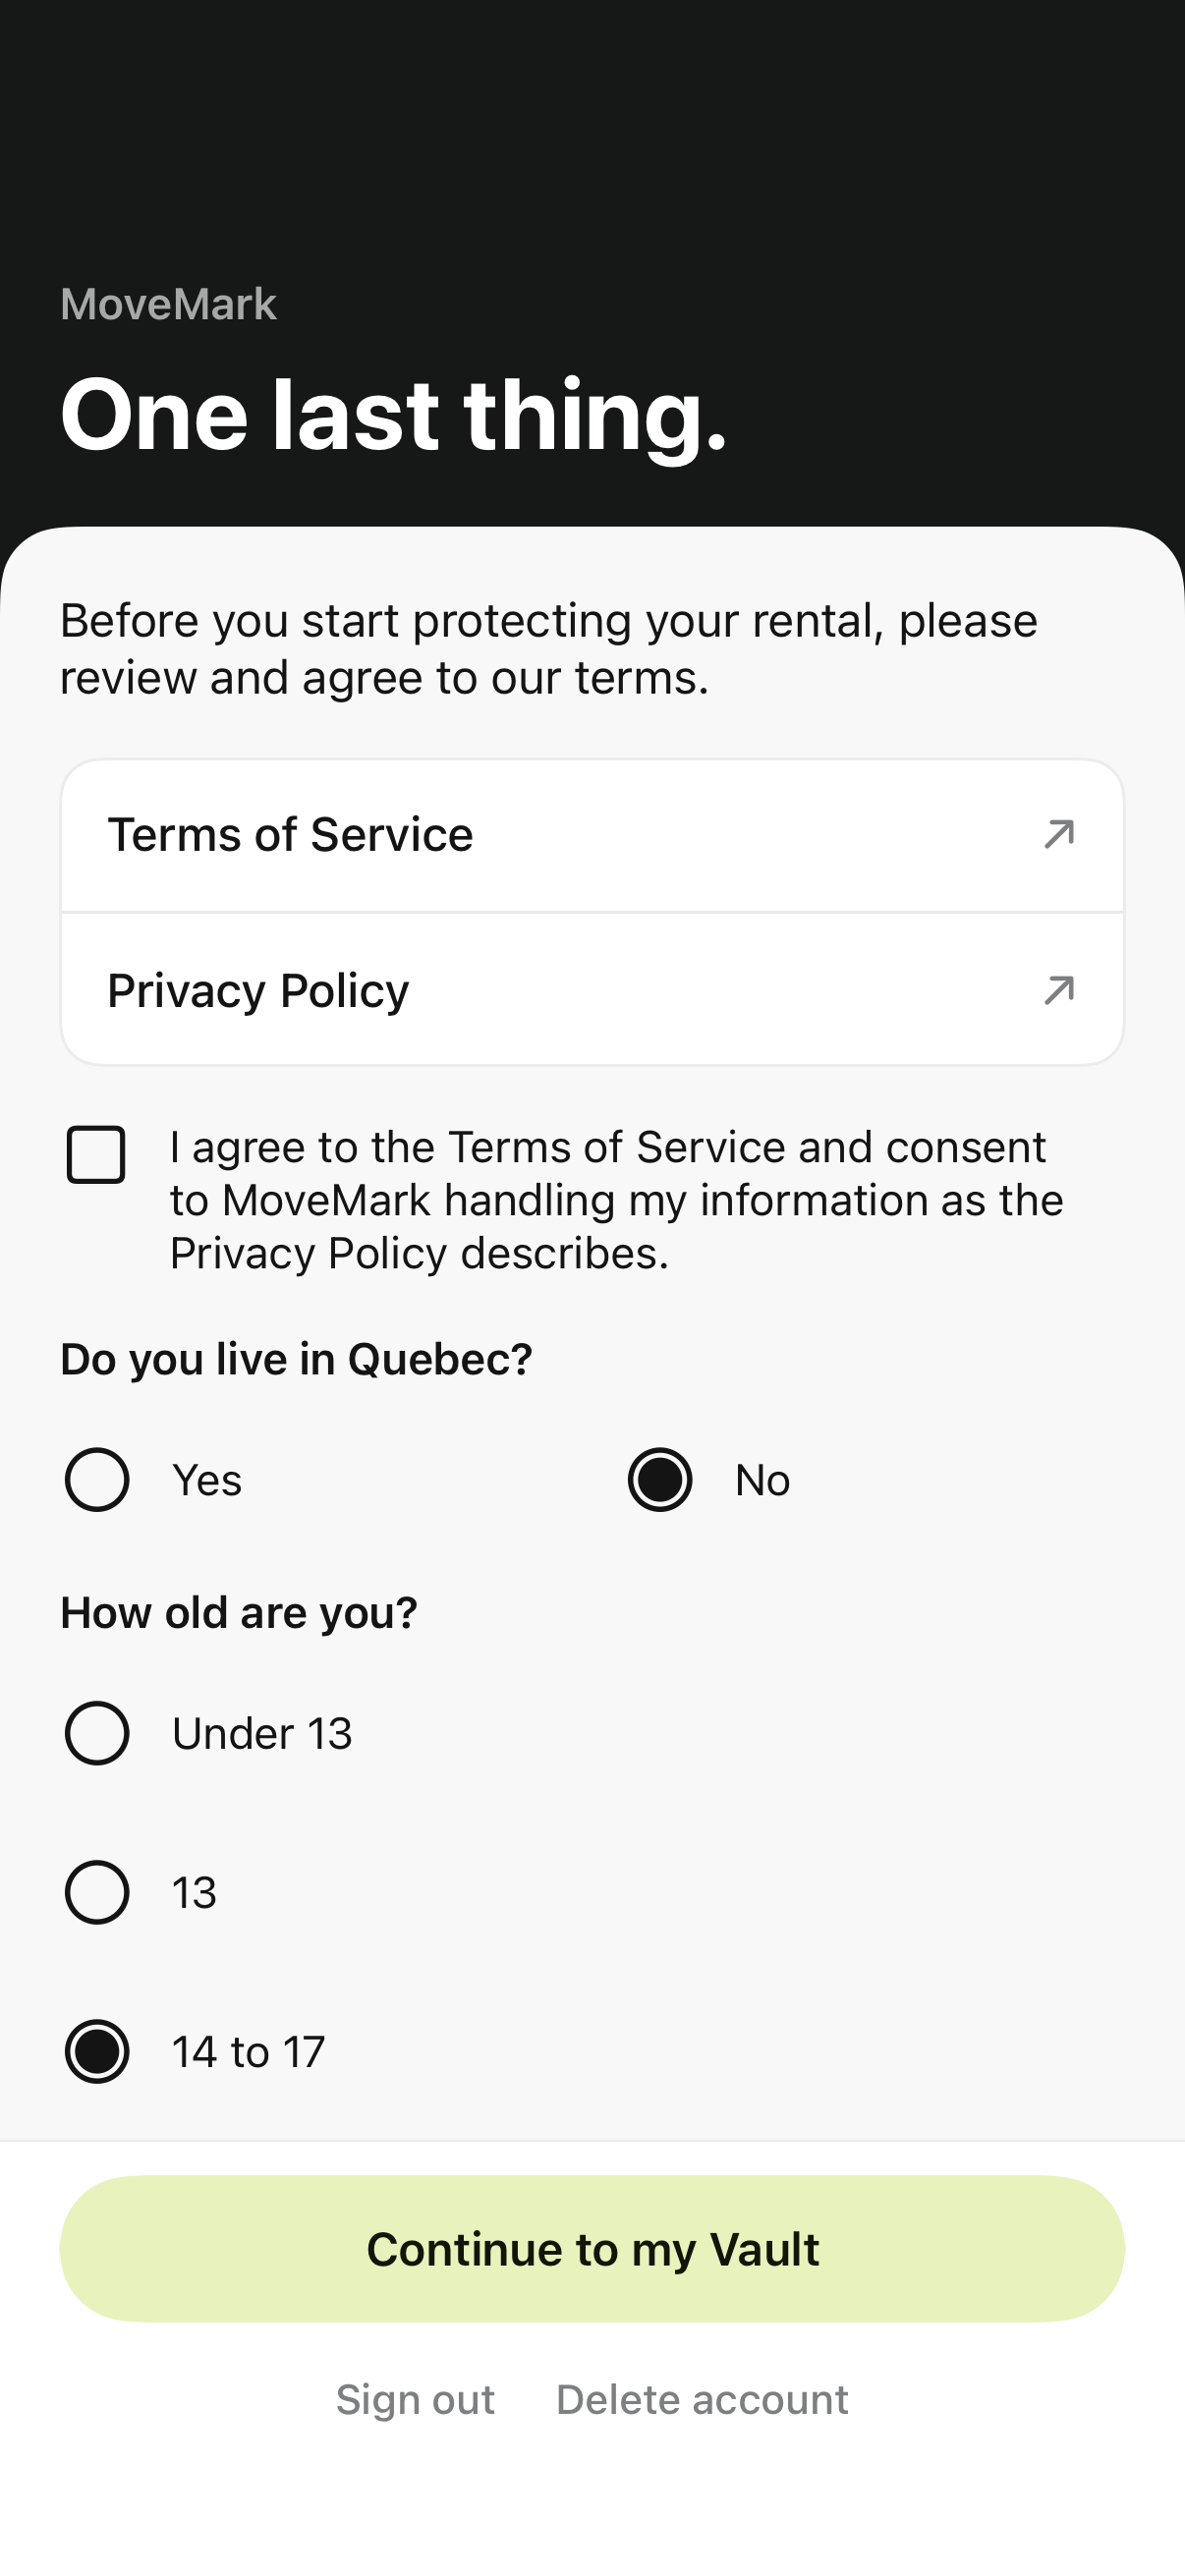 MoveMark
One last thing.
Before you start protecting your rental, please
review and agree to our terms.
Terms of Service
Privacy Policy
I agree to the Terms of Service and consent
to MoveMark handling my information as the
Privacy Policy describes.
Do you live in Quebec?
Yes
No
How old are you?
Under 13
13
14 to 17
Continue to my Vault
Sign out
Delete account